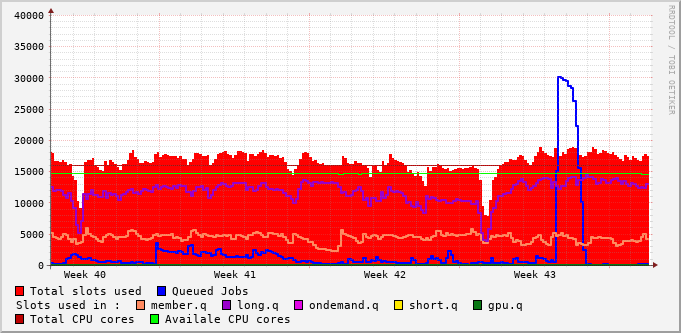 40000
35000
30000
25000
20000
15000
10000
5000
0
Week 40 Week 41 Week 42 Week 43
Total slots used Queued Jobs
Slots used in : member.q long.q ondemand.q short.q gpu.q
Total CPU cores Availale CPU cores
RRDTOOL / TOBI OETIKER